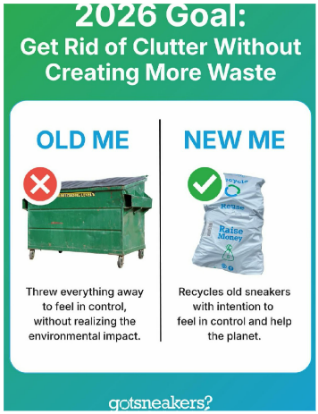 2026 Goal:
Get Rid of Clutter Without
Creating More Waste
OLD ME
NEW ME
Reuse
Raise
Money
Threw everything away
to feel in control,
without realizing the
environmental impact.
Recycles old sneakers
with intention to
feel in control and help
the planet.
gotsneakers?